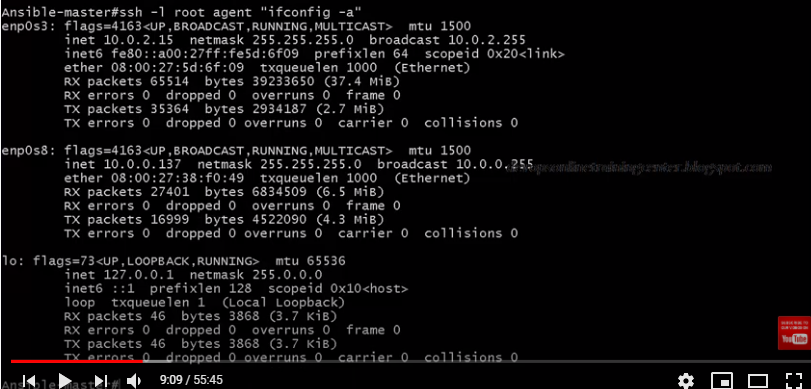 Ansible-master#ssh -l root agent "ifconfig -a"
enp0s3: flags=4163<UP,BROADCAST,RUNNING,MULTICAST>  mtu 1500
inet 10.0.2.15  netmask 255.255.255.0  broadcast 10.0.2.255
inet6 fe80::a00:27ff:fe5d:6f09  prefixlen 64  scopeid 0x20<link>
ether 08:00:27:5d:6f:09  txqueuelen 1000  (Ethernet)
RX packets 65514  bytes 39233650 (37.4 MiB)
RX errors 0  dropped 0  overruns 0  frame 0
TX packets 35364  bytes 2934187 (2.7 MiB)
TX errors 0  dropped 0 overruns 0  carrier 0  collisions 0
enp0s8: flags=4163<UP,BROADCAST,RUNNING,MULTICAST>  mtu 1500
inet 10.0.0.137  netmask 255.255.255.0  broadcast 10.0.0.255
ether 08:00:27:38:f0:49  txqueuelen 1000  (Ethernet)
RX packets 27401  bytes 6834509 (6.5 MiB)
RX errors 0  dropped 0  overruns 0  frame 0
TX packets 16999  bytes 4522090 (4.3 MiB)
TX errors 0  dropped 0 overruns 0  carrier 0  collisions 0
lo: flags=73<UP,LOOPBACK,RUNNING>  mtu 65536
inet 127.0.0.1  netmask 255.0.0.0
inet6 ::1  prefixlen 128  scopeid 0x10<host>
loop  txqueuelen 1  (Local Loopback)
RX packets 46  bytes 3868 (3.7 KiB)
RX errors 0  dropped 0  overruns 0  frame 0
TX packets 46  bytes 3868 (3.7 KiB)
TX errors 0  dropped 0 overruns 0  carrier 0  collisions 0
YouTube
Ansible-master#
9:09 / 55:45